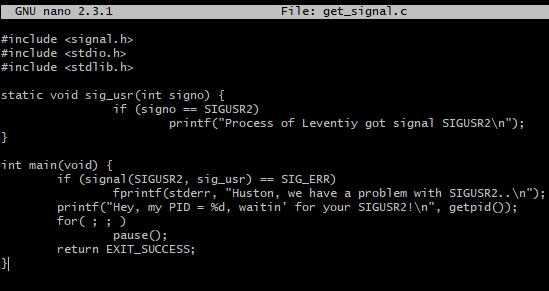 GNU nano 2.3.1 File: get_signal.c
#include <signal.h>
#include <stdio.h>
#include <stdlib.h>
static void sig_usr(int signo) {
if (signo == SIGUSR2)
printf("Process of Leventiy got signal SIGUSR2\n");
}
int main(void) {
if (signal(SIGUSR2, sig_usr) == SIG_ERR)
fprintf(stderr, "Huston, we have a problem with SIGUSR2..\n");
printf("Hey, my PID = %d, waitin' for your SIGUSR2!\n", getpid());
for( ; ; )
pause();
return EXIT_SUCCESS;
}